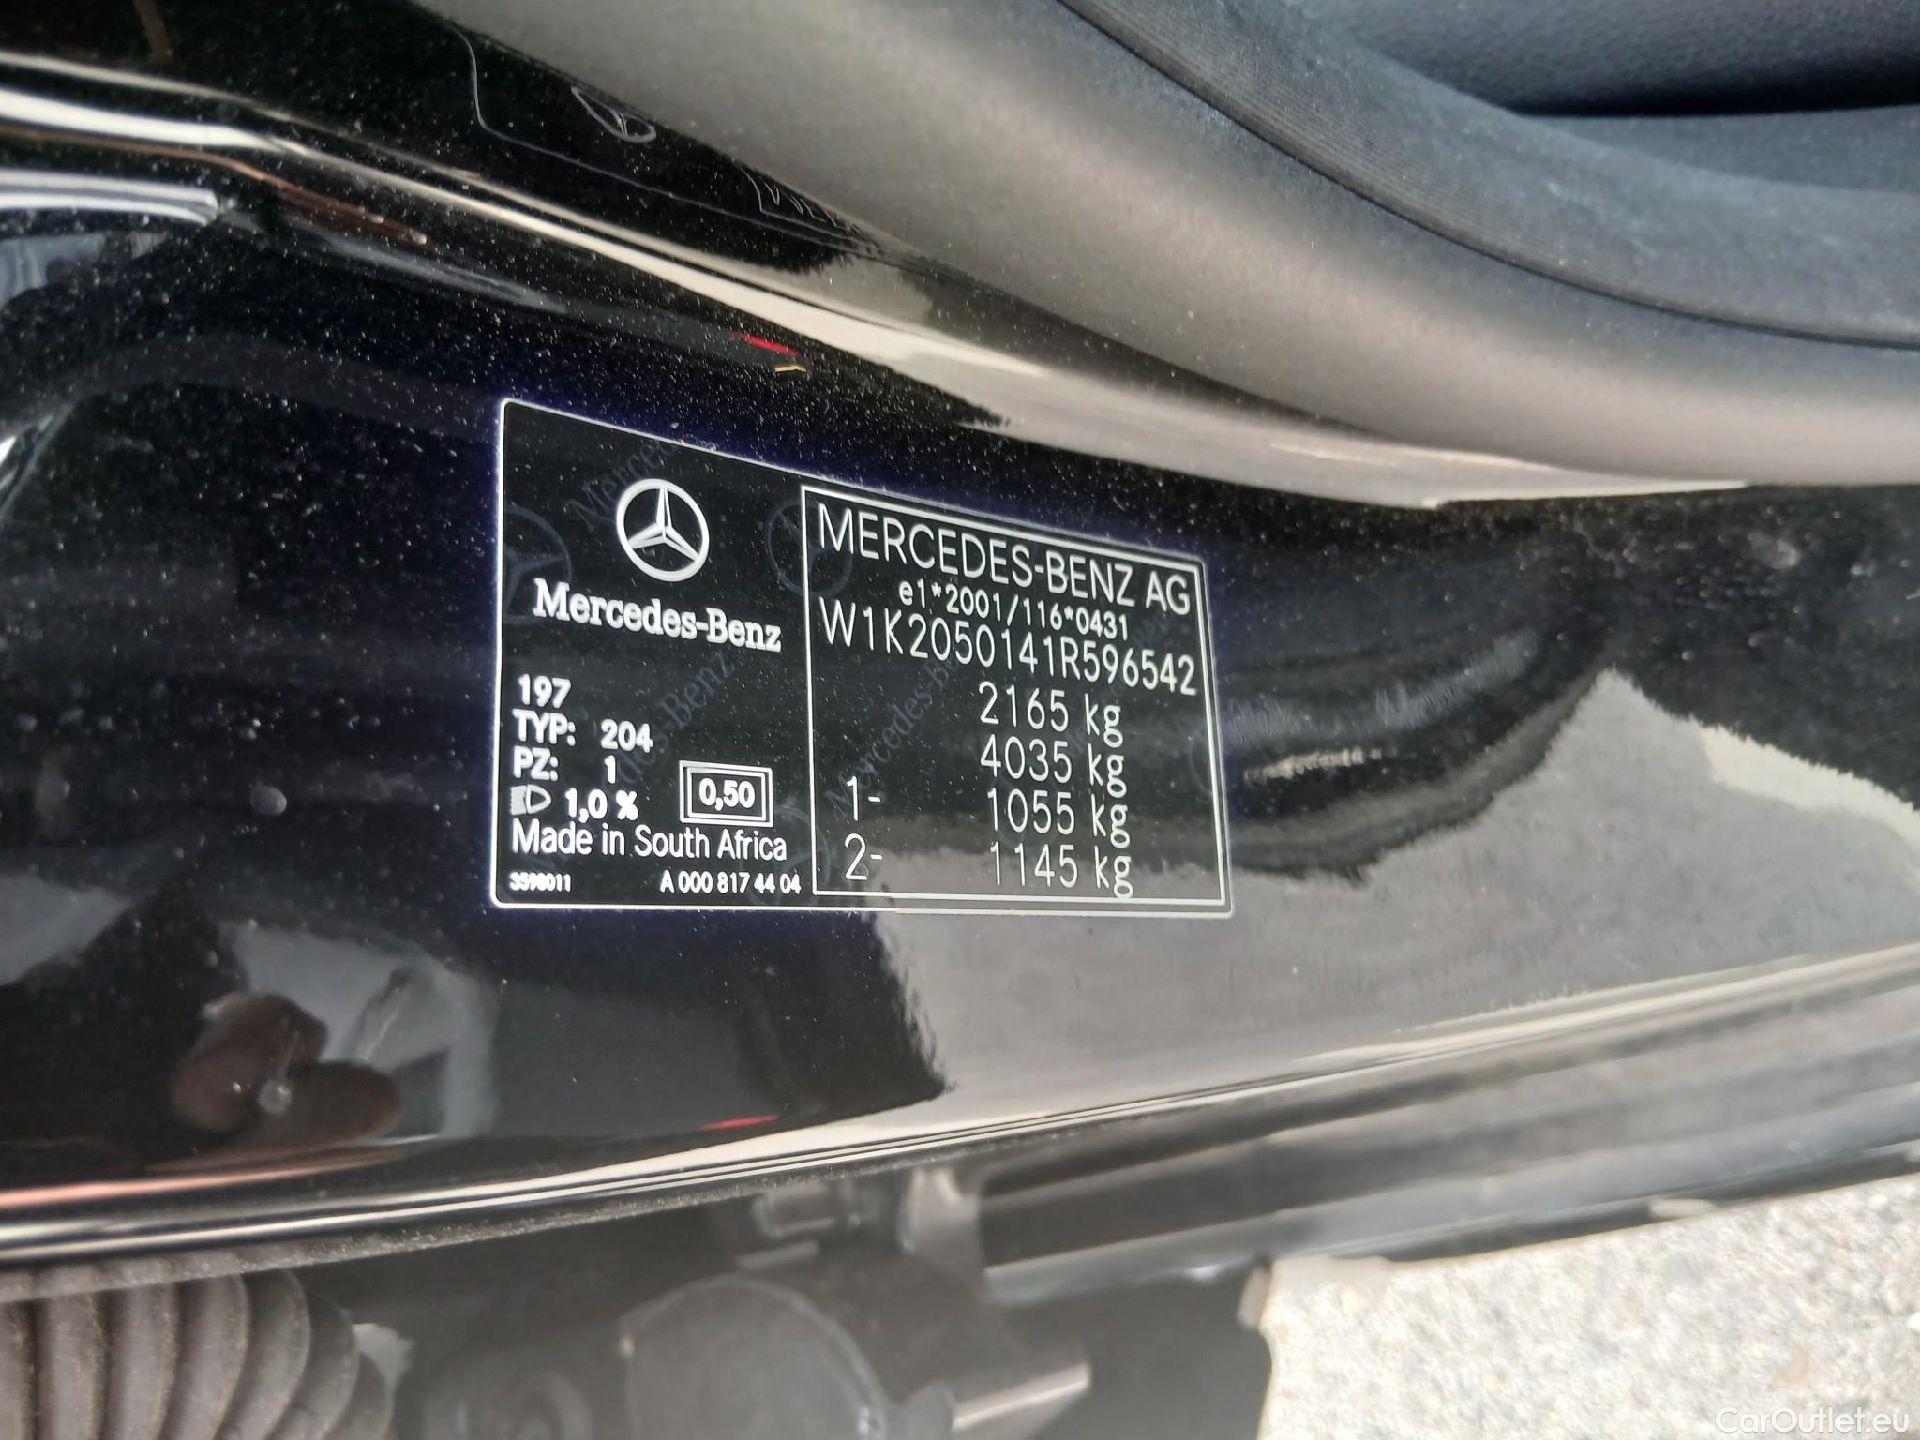 Mercedes-Benz
197
TYP: 204
PZ: 1
1,0 %
0,50
Made in South Africa
3598011
A 000 817 44 04
MERCEDES-BENZ AG
e1*2001/116*0431
W1K2050141R596542
2165 kg
4035 kg
1- 1055 kg
2- 1145 kg
CarOutlet.eu